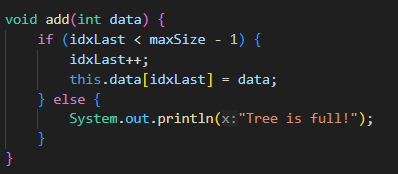 void add(int data) {
    if (idxLast < maxSize - 1) {
        idxLast++;
        this.data[idxLast] = data;
    } else {
        System.out.println(x:"Tree is full!");
    }
}